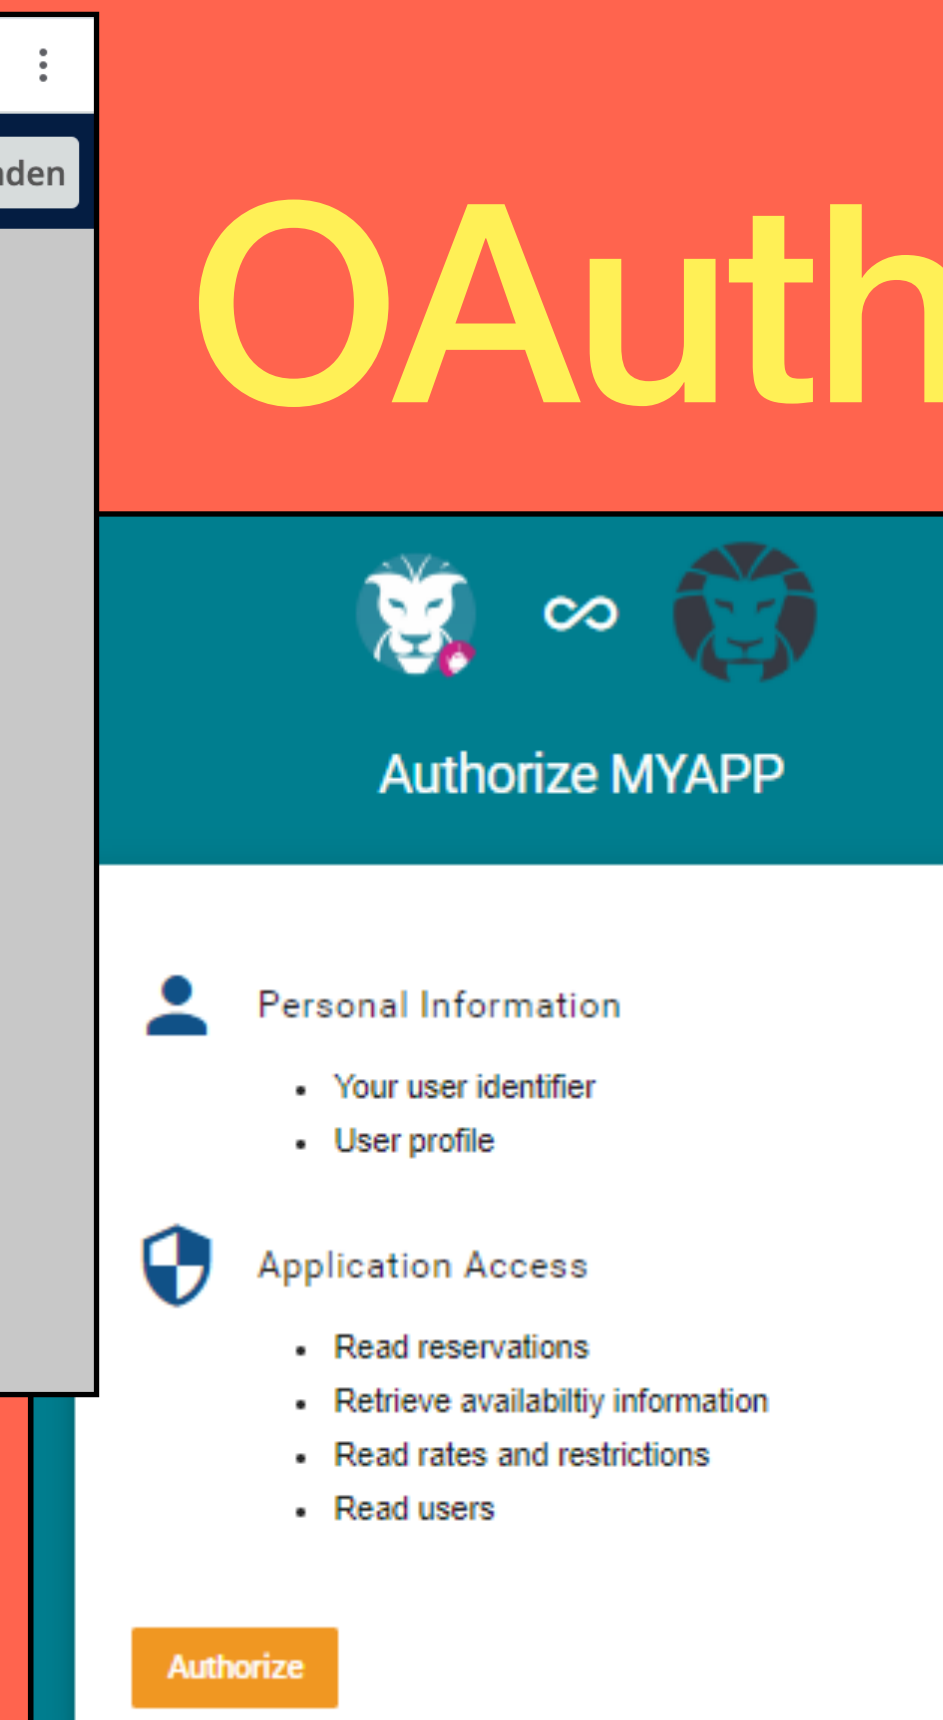 OAuth
Authorize MYAPP
Personal Information
Your user identifier
User profile
Application Access
Read reservations
Retrieve availabiltiy information
Read rates and restrictions
Read users
Authorize